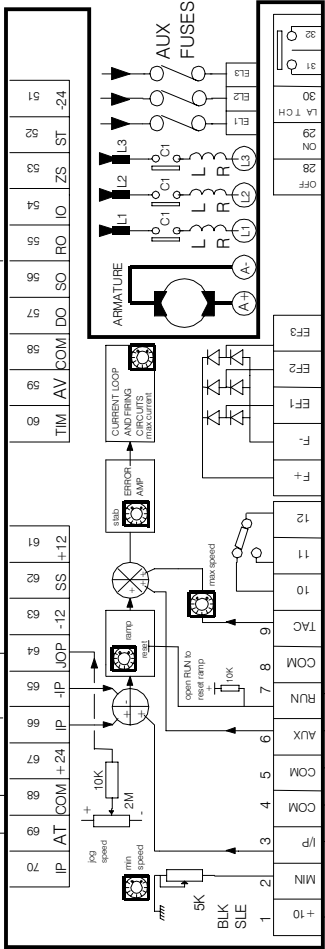 51 52 53 54 55 56 57 58 59 60
-24 ST ZS IO RO SO DO COM AV TIM
61 62 63 64 65 66 67 68 69 70
+12 SS -12 JOP -IP IP +24 COM AT IP
AUX
FUSES
L1 L2 L3
C1 C1 C1
L L L
R R R
EL1 EL2 EL3
L1 L2 L3
ARMATURE
A+ A-
CURRENT LOOP
AND FIRING
CIRCUITS
max current
stab
ERROR
AMP
ramp
reset
max speed
open RUN to
reset ramp
10K
10K
2M
+
-
jog
speed
min
speed
5K
BLK
SLE
1 2 3 4 5 6 7 8 9 10 11 12
+10 MIN I/P COM COM AUX RUN COM TAC
F+ F- EF1 EF2 EF3
28 29 30 31 32
OFF ON LATCH